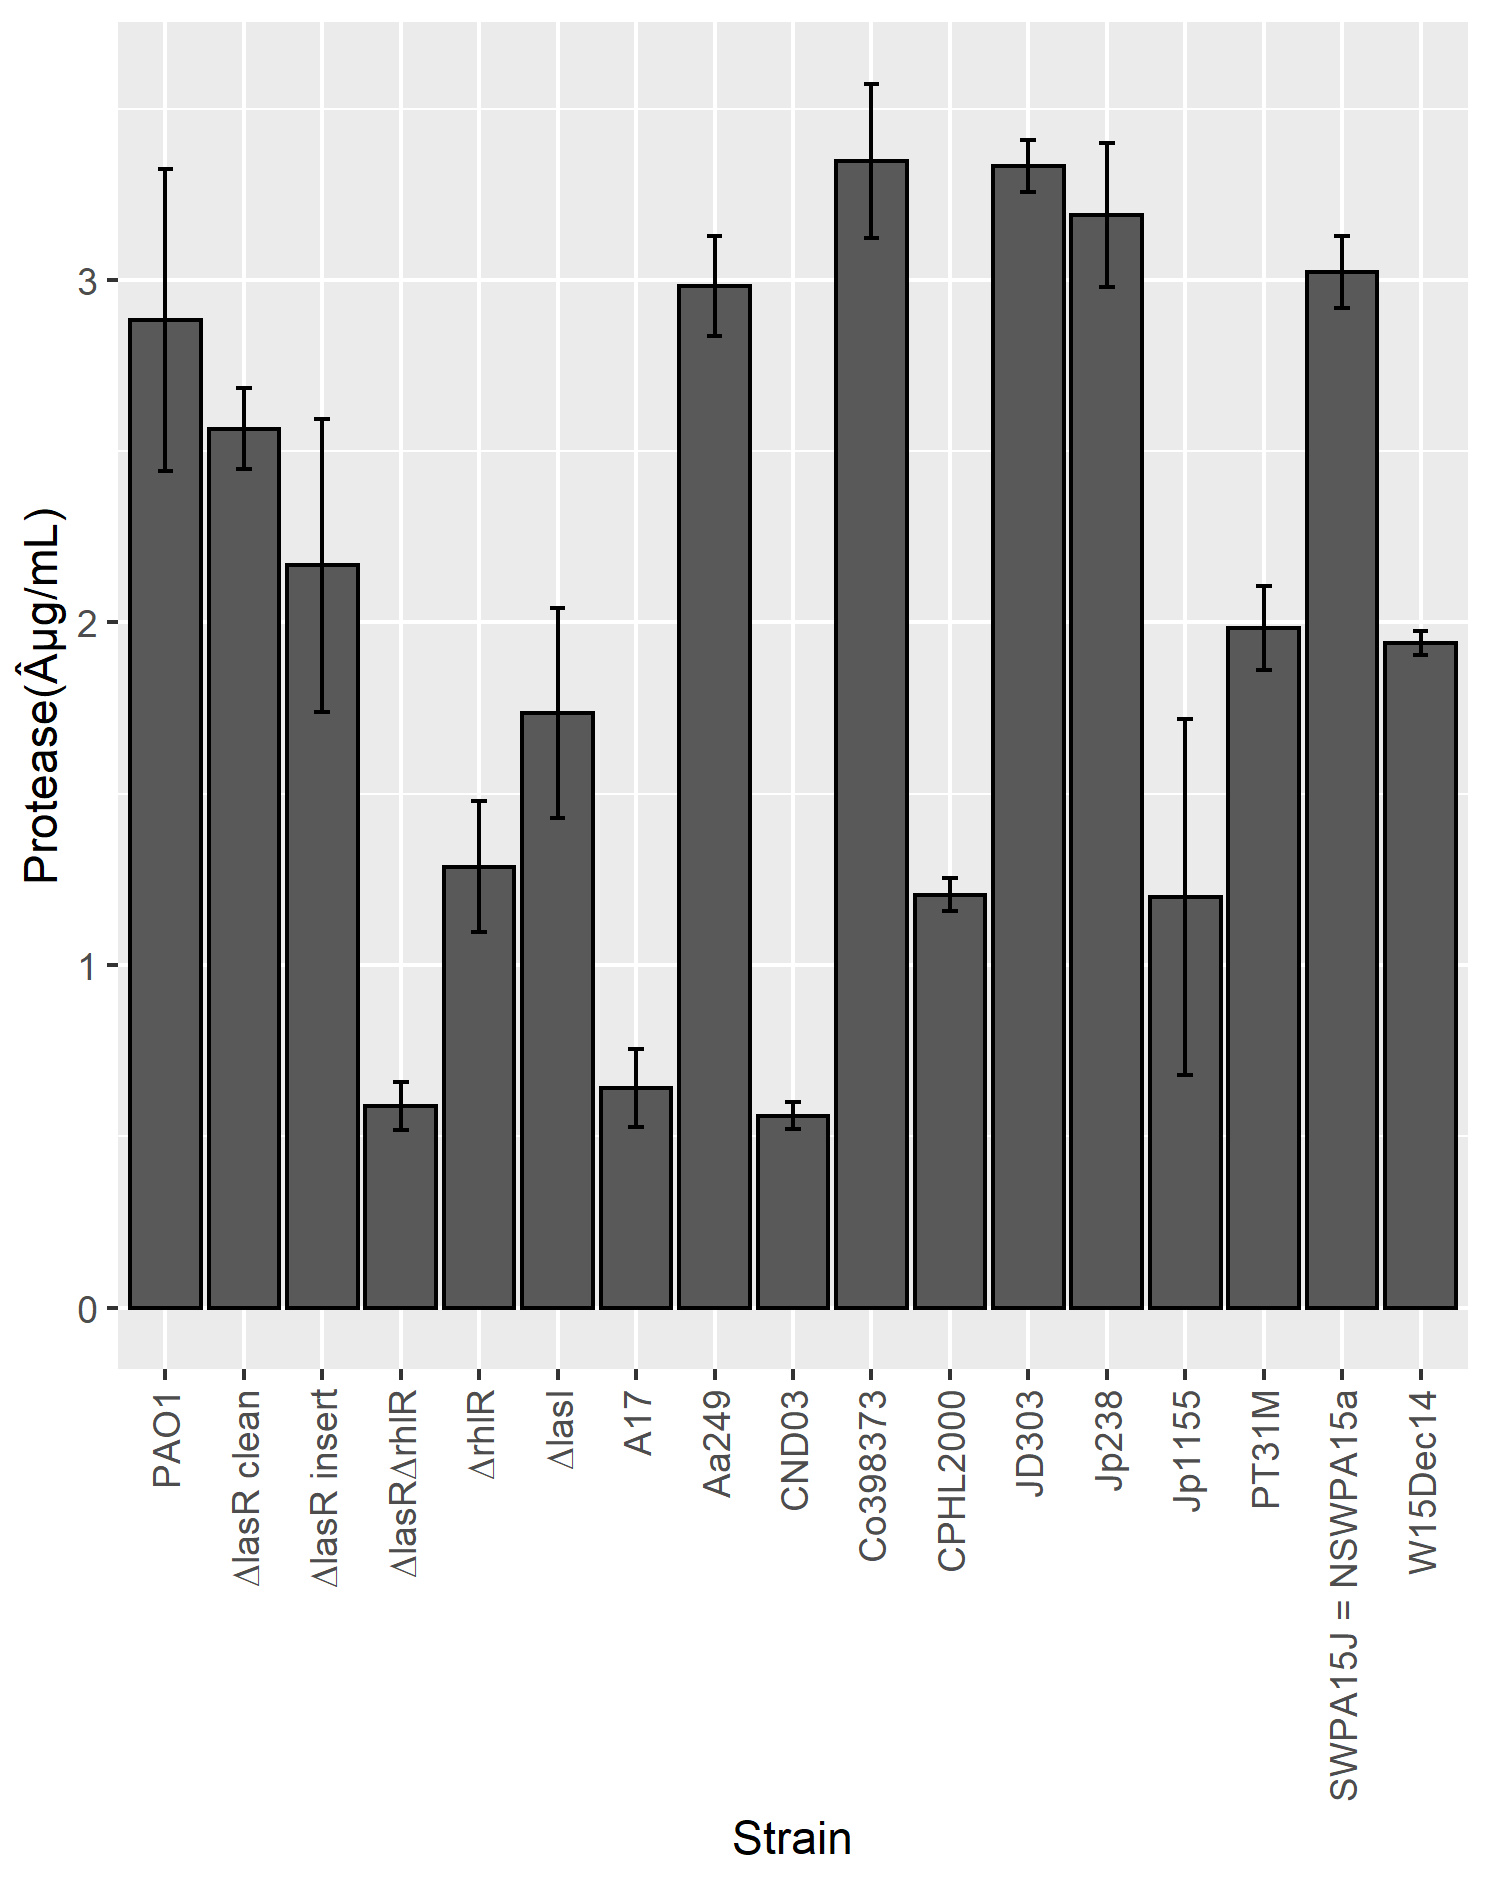 Protease(Âµg/mL)
3
2
1
0
PAO1
ΔlasR clean
ΔlasR insert
ΔlasRΔrhlR
ΔrhlR
ΔlasI
A17
Aa249
CND03
Co398373
CPHL2000
JD303
Jp238
Jp1155
PT31M
SWPA15J = NSWPA15a
W15Dec14
Strain